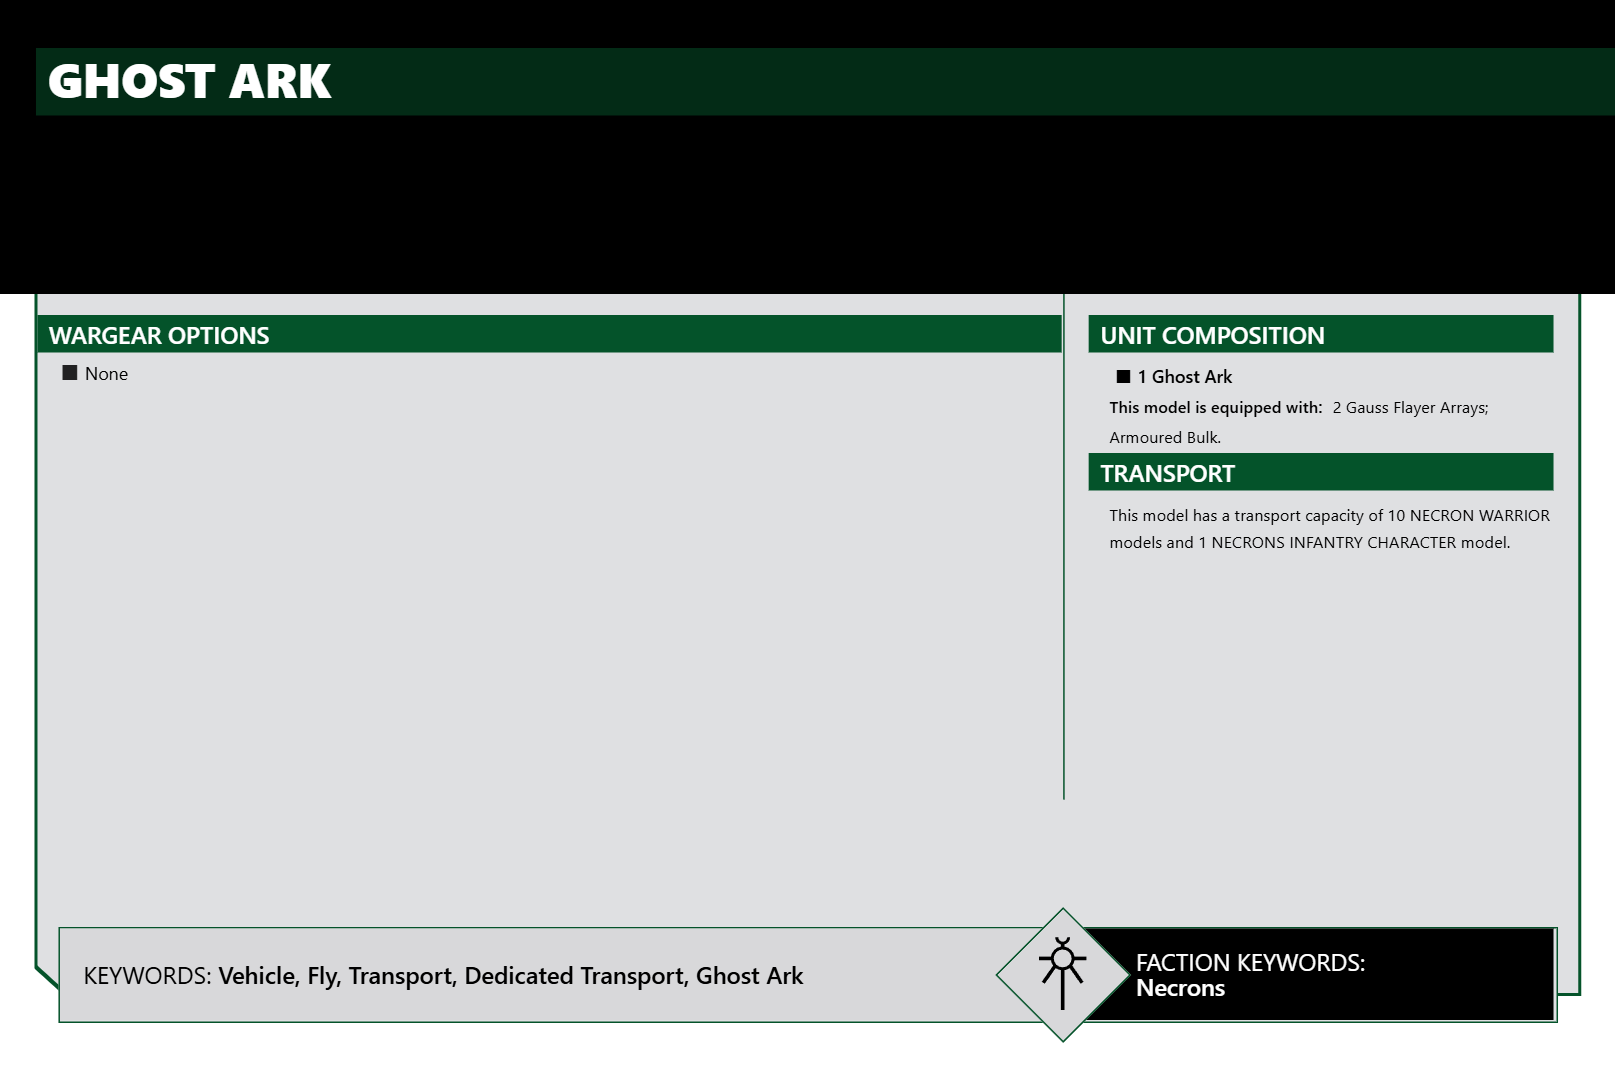 GHOST ARK
WARGEAR OPTIONS
■ None
UNIT COMPOSITION
■ 1 Ghost Ark
This model is equipped with: 2 Gauss Flayer Arrays;
Armoured Bulk.
TRANSPORT
This model has a transport capacity of 10 NECRON WARRIOR
models and 1 NECRONS INFANTRY CHARACTER model.
KEYWORDS: Vehicle, Fly, Transport, Dedicated Transport, Ghost Ark
FACTION KEYWORDS:
Necrons